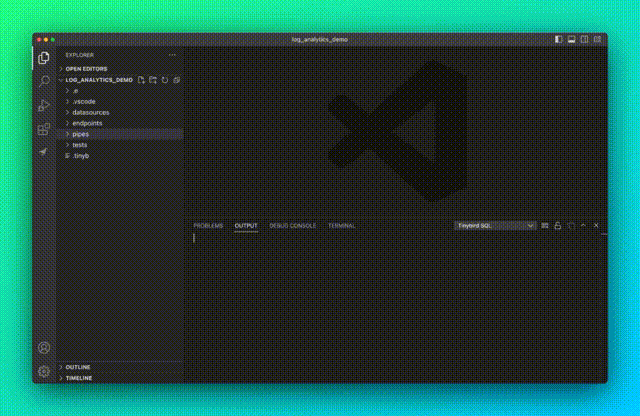 log_analytics_demo
EXPLORER
OPEN EDITORS
LOG_ANALYTICS_DEMO
.e
.vscode
datasources
endpoints
pipes
tests
.tinyb
PROBLEMS OUTPUT DEBUG CONSOLE TERMINAL
Tinybird SQL
OUTLINE
TIMELINE